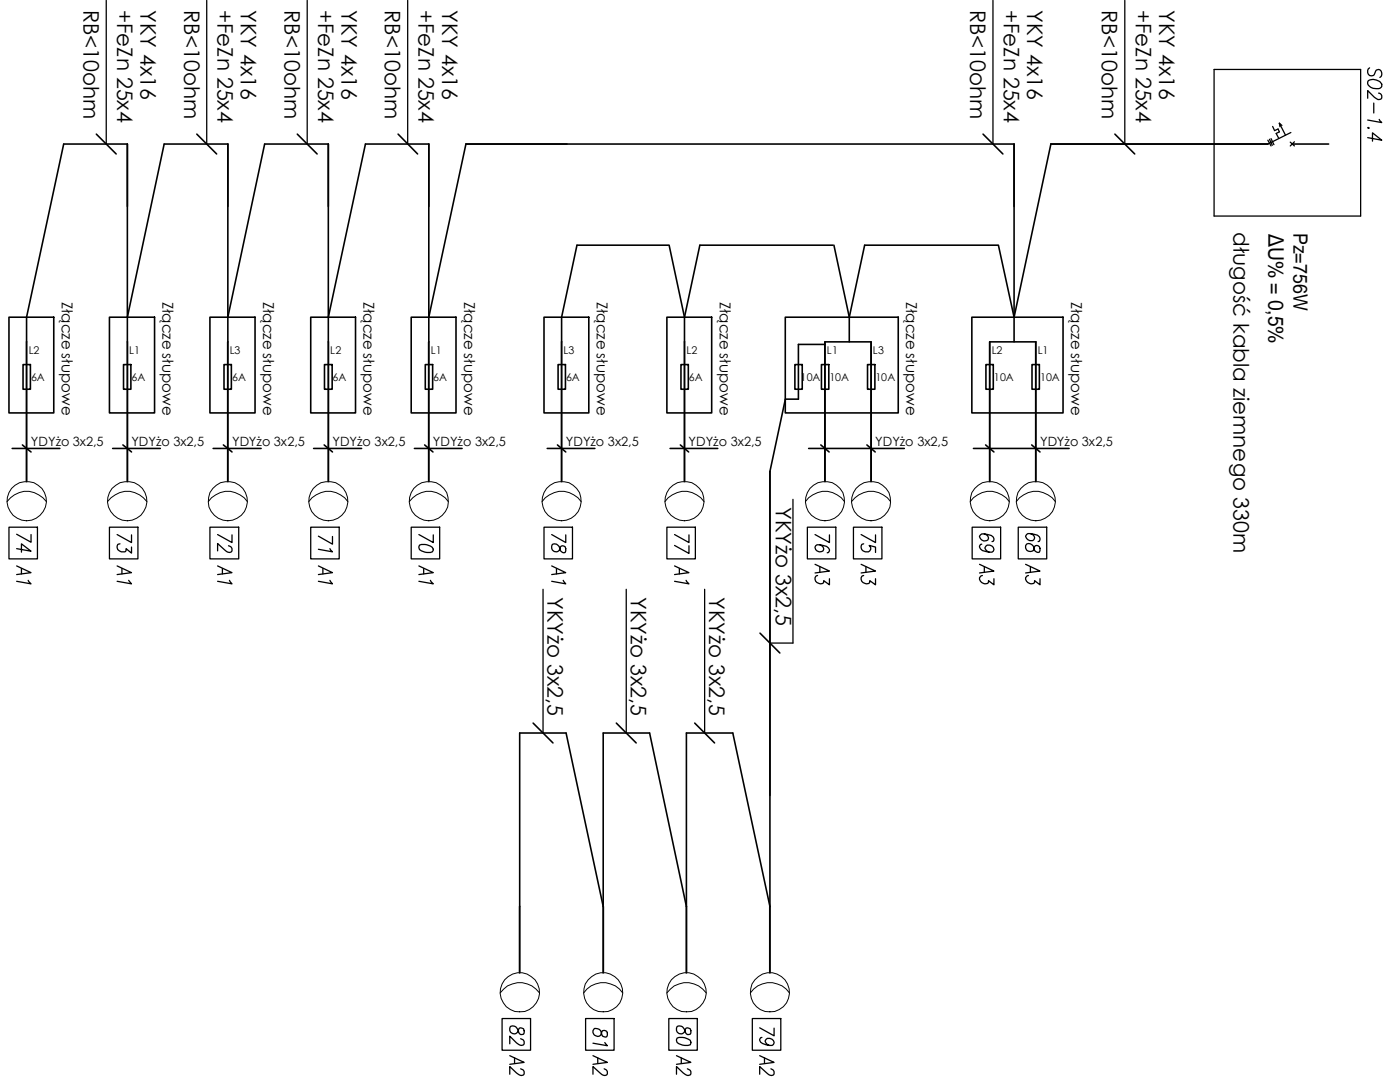 SO2-1.4
Pz=756W
ΔU% = 0,5%
długość kabla ziemnego 330m
YKY 4x16
+FeZn 25x4
RB<10ohm
YKY 4x16
+FeZn 25x4
RB<10ohm
YKY 4x16
+FeZn 25x4
RB<10ohm
YKY 4x16
+FeZn 25x4
RB<10ohm
YKY 4x16
+FeZn 25x4
RB<10ohm
YKY 4x16
+FeZn 25x4
RB<10ohm
Złącze słupowe
L1
10A
L2
10A
YDYżo 3x2,5
68 A3
69 A3
Złącze słupowe
L3
10A
L1
10A
10A
YDYżo 3x2,5
75 A3
76 A3
YKYżo 3x2,5
Złącze słupowe
L2
6A
YDYżo 3x2,5
77 A1
Złącze słupowe
L3
6A
YDYżo 3x2,5
78 A1
Złącze słupowe
L1
6A
YDYżo 3x2,5
70 A1
Złącze słupowe
L2
6A
YDYżo 3x2,5
71 A1
Złącze słupowe
L3
6A
YDYżo 3x2,5
72 A1
Złącze słupowe
L1
6A
YDYżo 3x2,5
73 A1
Złącze słupowe
L2
6A
YDYżo 3x2,5
74 A1
YKYżo 3x2,5
YKYżo 3x2,5
YKYżo 3x2,5
79 A2
80 A2
81 A2
82 A2